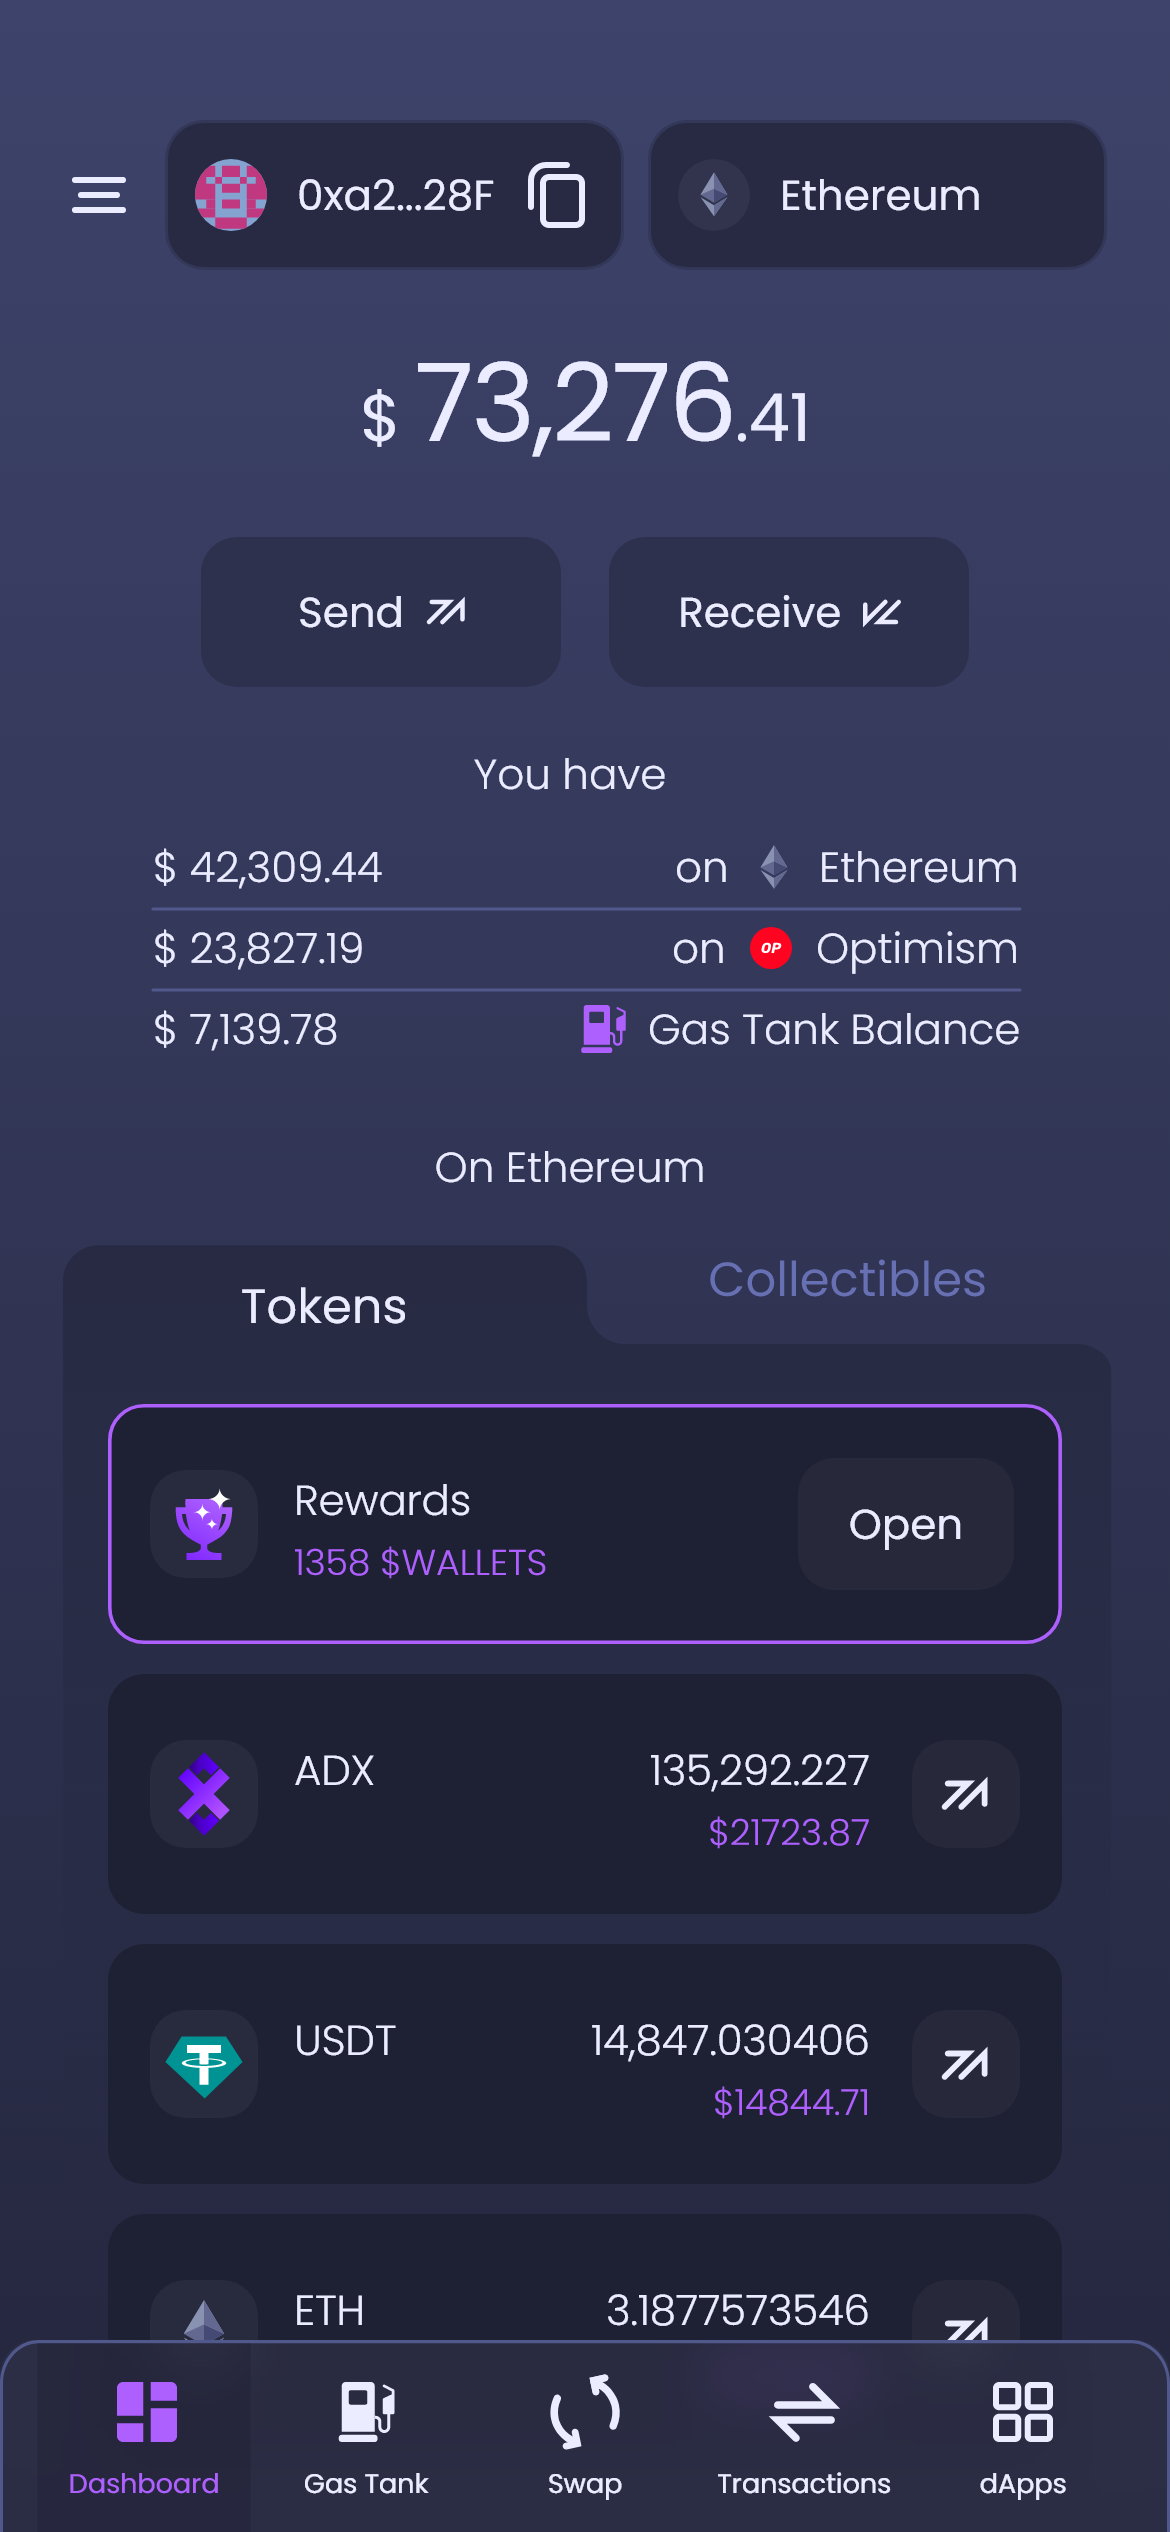 0xa2...28F
Ethereum
$ 73,276.41
Send
Receive
You have
$ 42,309.44 on Ethereum
$ 23,827.19 on OP Optimism
$ 7,139.78 Gas Tank Balance
On Ethereum
Tokens
Collectibles
Rewards
1358 $WALLETS
Open
ADX 135,292.227
$21723.87
USDT 14,847.030406
$14844.71
ETH 3.1877573546
Dashboard
Gas Tank
Swap
Transactions
dApps